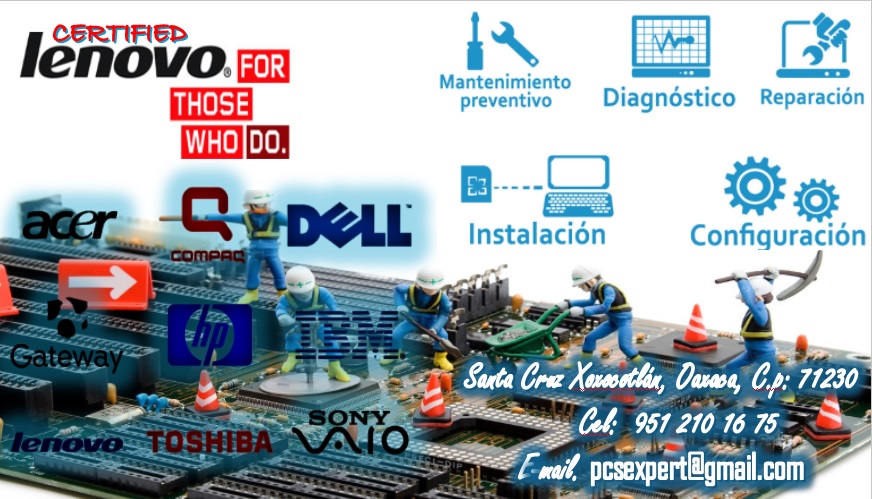 CERTIFIED
lenovo® FOR
THOSE
WHO DO.
Mantenimiento
preventivo
Diagnóstico
Reparación
Instalación
Configuración
acer
COMPAQ
DELL
Gateway
hp
IBM
lenovo
TOSHIBA
SONY
VAIO
Santa Cruz Xoxocotlán, Oaxaca, C.p: 71230
Cel: 951 210 16 75
E-mail. pcsexpert@gmail.com